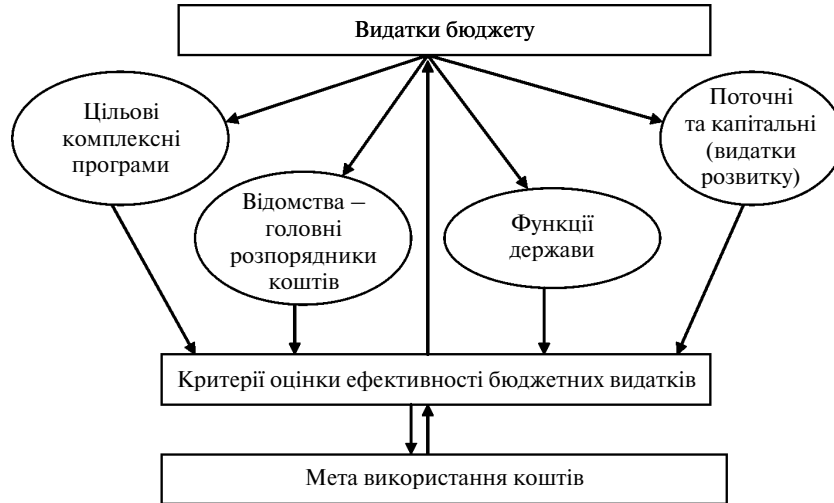 Видатки бюджету
Цільові
комплексні
програми
Відомства –
головні
розпорядники
коштів
Функції
держави
Поточні
та капітальні
(видатки
розвитку)
Критерії оцінки ефективності бюджетних видатків
Мета використання коштів